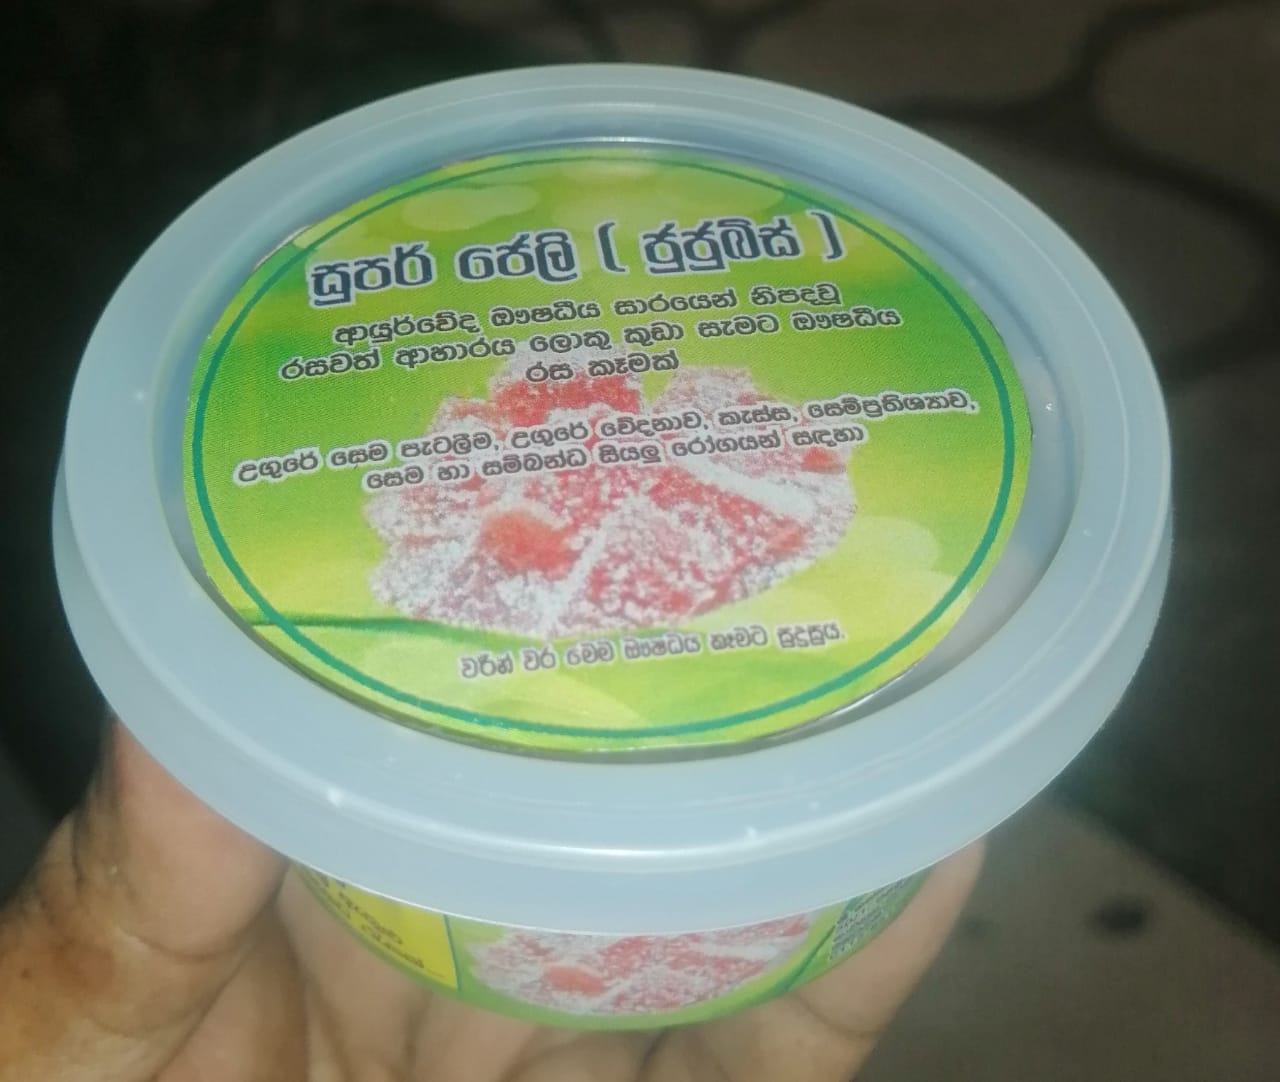 සුපර් ජෙලි ( ජුජුබිස් )
ආයුර්වේද ඖෂධීය සාරයෙන් නිපදවූ
රසවත් ආහාරය ලොකු කුඩා සැමට ඖෂධීය
රස කෑමක්
උගුරේ සෙම පැටලීම, උගුරේ වේදනාව, කැස්ස, සෙම්ප්‍රතිශ්‍යාව,
සෙම හා සම්බන්ධ සියලු රෝගයන් සඳහා
වරින් වර මෙම ඖෂධය කෑමට සුදුසුය.